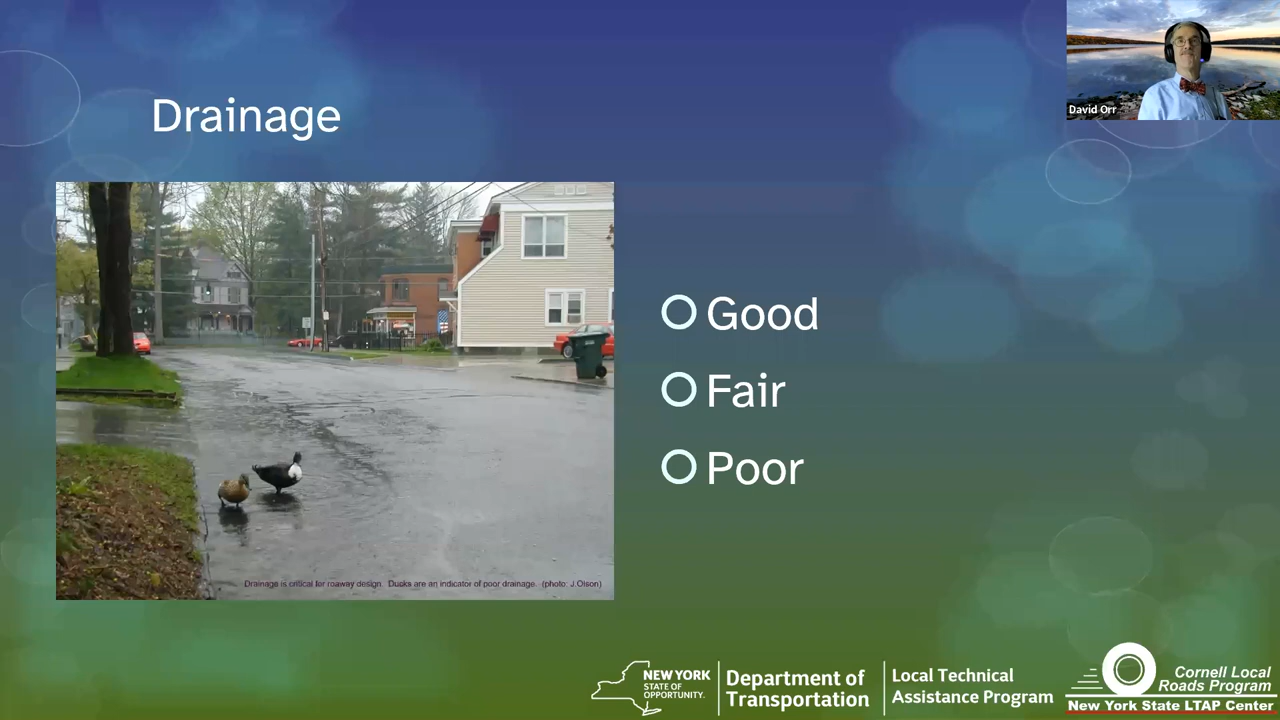 David Orr
Drainage
Good
Fair
Poor
Drainage is critical for roaway design. Ducks are an indicator of poor drainage. (photo: J.Olson)
NEW YORK
STATE OF
OPPORTUNITY.
Department of
Transportation
Local Technical
Assistance Program
Cornell Local
Roads Program
New York State LTAP Center